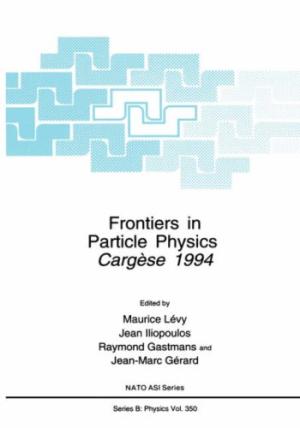 Frontiers in
Particle Physics
Cargèse 1994
Edited by
Maurice Lévy
Jean Iliopoulos
Raymond Gastmans and
Jean-Marc Gérard
NATO ASI Series
Series B: Physics Vol. 350